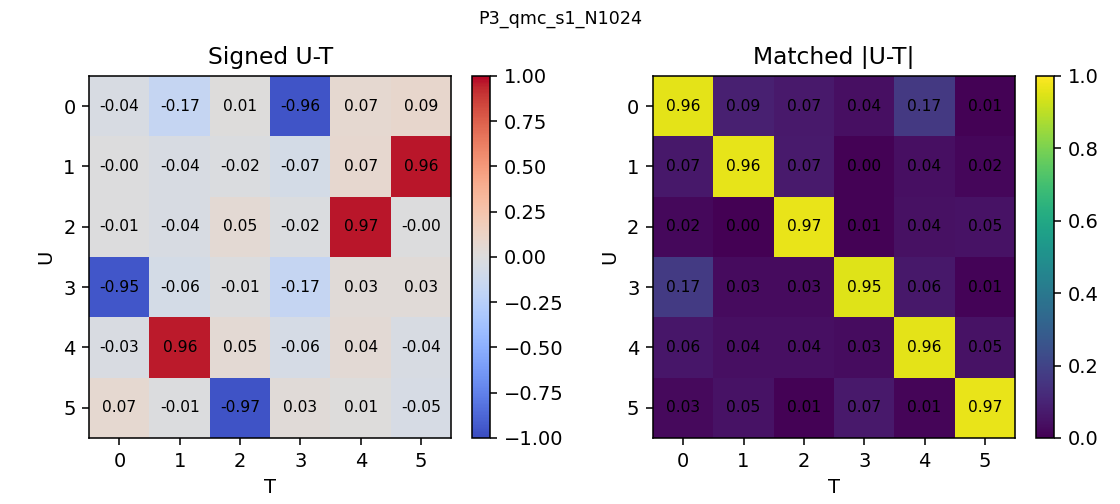 P3_qmc_s1_N1024
Signed U-T
U
0 -0.04 -0.17 0.01 -0.96 0.07 0.09
1 -0.00 -0.04 -0.02 -0.07 0.07 0.96
2 -0.01 -0.04 0.05 -0.02 0.97 -0.00
3 -0.95 -0.06 -0.01 -0.17 0.03 0.03
4 -0.03 0.96 0.05 -0.06 0.04 -0.04
5 0.07 -0.01 -0.97 0.03 0.01 -0.05
0 1 2 3 4 5
T
1.00
0.75
0.50
0.25
0.00
−0.25
−0.50
−0.75
−1.00
Matched |U-T|
U
0 0.96 0.09 0.07 0.04 0.17 0.01
1 0.07 0.96 0.07 0.00 0.04 0.02
2 0.02 0.00 0.97 0.01 0.04 0.05
3 0.17 0.03 0.03 0.95 0.06 0.01
4 0.06 0.04 0.04 0.03 0.96 0.05
5 0.03 0.05 0.01 0.07 0.01 0.97
0 1 2 3 4 5
T
1.0
0.8
0.6
0.4
0.2
0.0